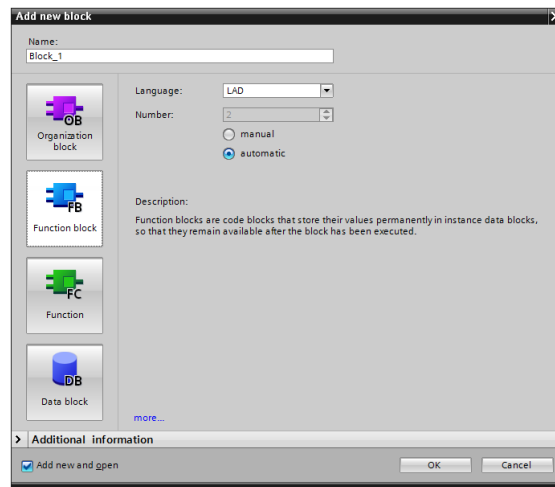 Add new block
Name:
Block_1
Language: LAD
Number: 2
manual
automatic
OB
Organization
block
FB
Function block
FC
Function
DB
Data block
Description:
Function blocks are code blocks that store their values permanently in instance data blocks,
so that they remain available after the block has been executed.
more...
> Additional information
Add new and open
OK
Cancel